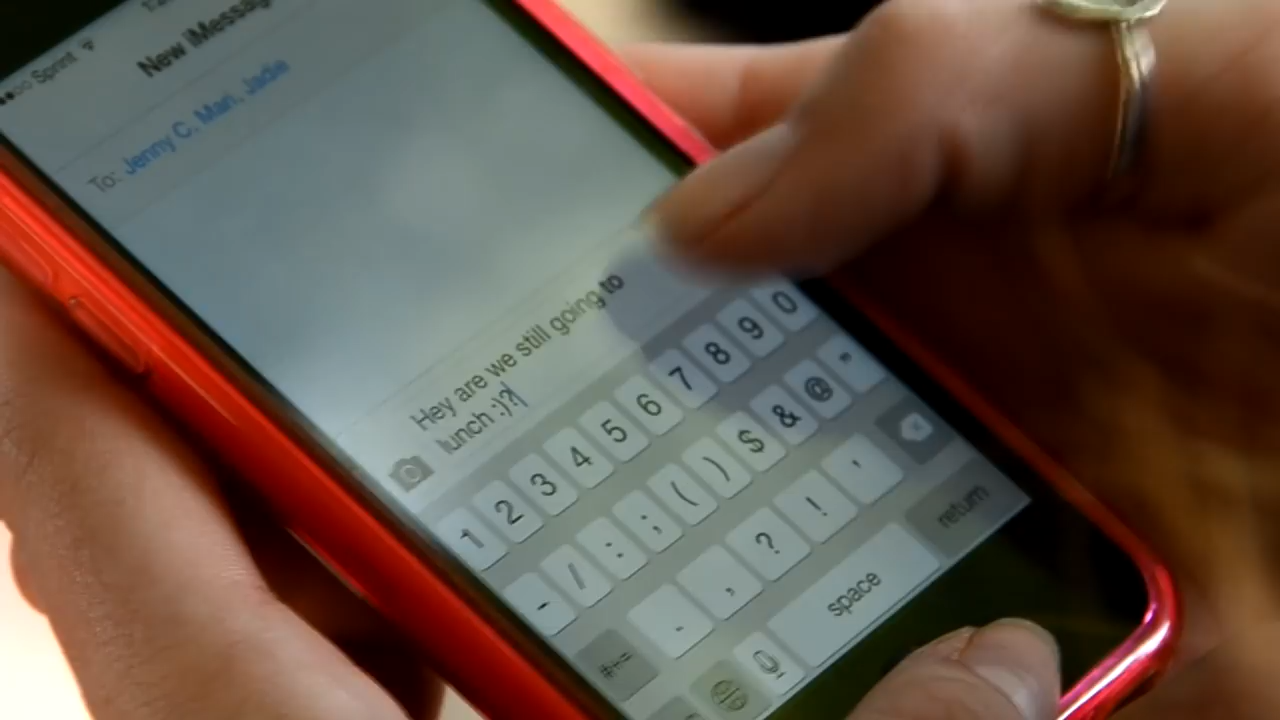 Sprint
New iMessage
To: Jenny C, Mari, Jadie
Hey are we still going to
lunch :)?
1 2 3 4 5 6 7 8 9 0
- / : ; ( ) $ & @ "
#+= . , ? ! '
space return